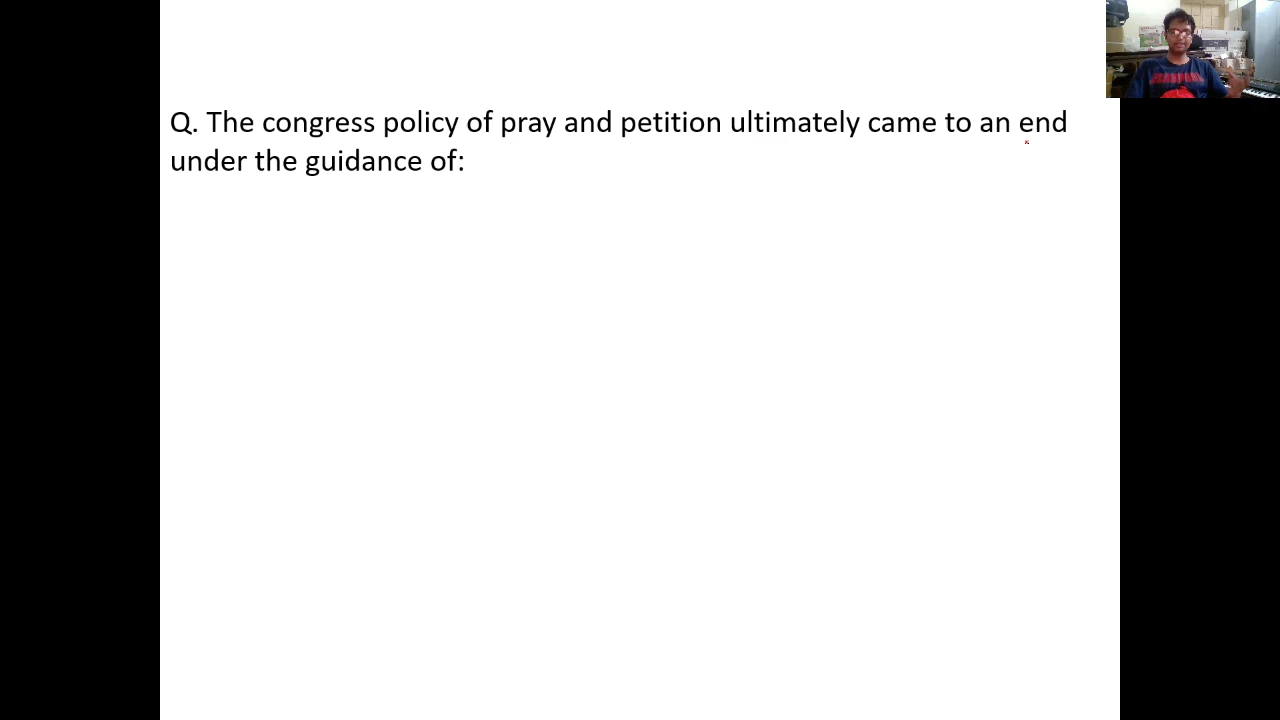 Q. The congress policy of pray and petition ultimately came to an end
under the guidance of: